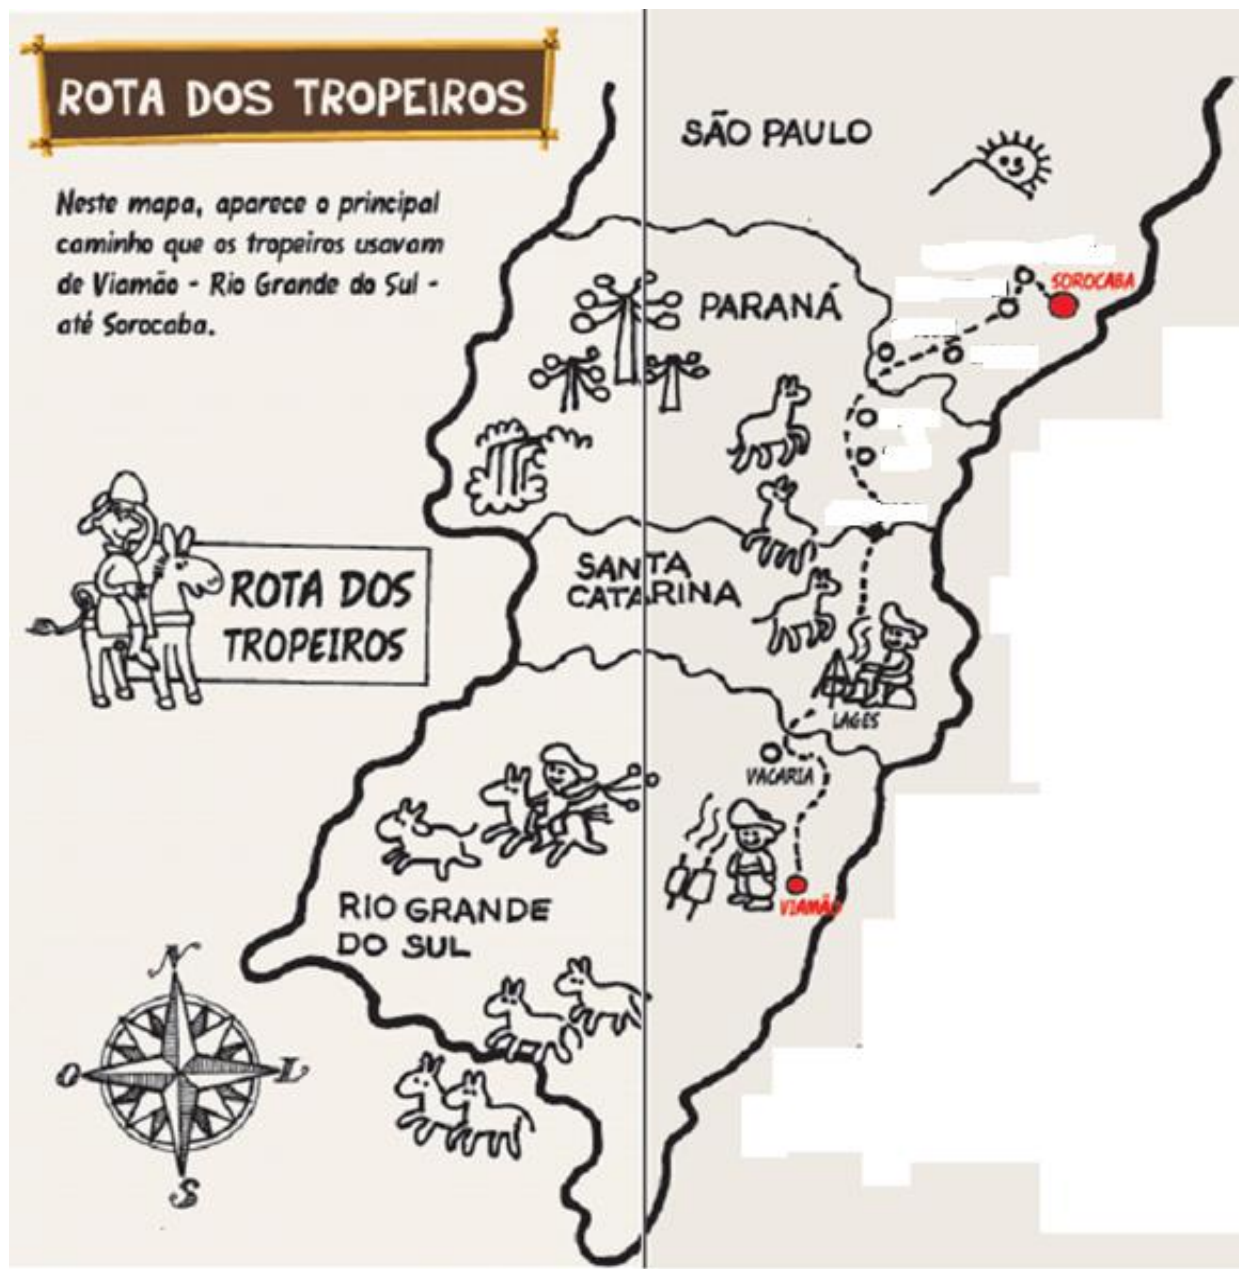 ROTA DOS TROPEIROS
Neste mapa, aparece o principal
caminho que os tropeiros usavam
de Viamão - Rio Grande do Sul -
até Sorocaba.
SÃO PAULO
SOROCABA
PARANÁ
SANTA
CATARINA
ROTA DOS
TROPEIROS
LAGES
VACARIA
VIAMÃO
RIO GRANDE
DO SUL
N
O
L
S